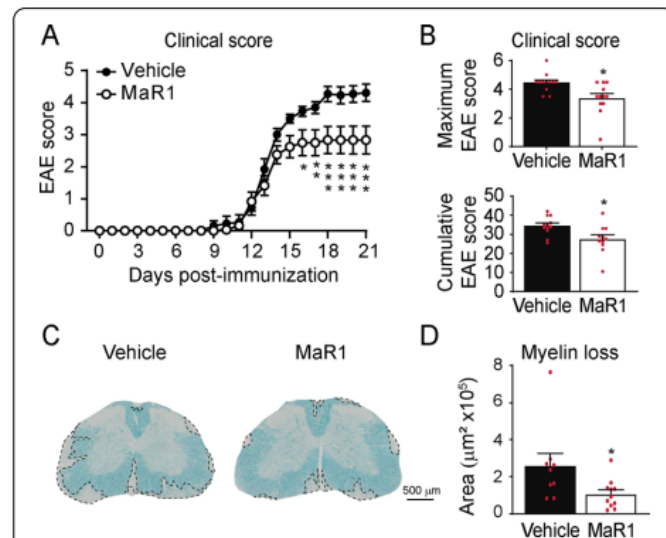 A
Clinical score
Vehicle
MaR1
EAE score
5
4
3
2
1
0
* * * * * *
* * * * *
* * * *
0 3 6 9 12 15 18 21
Days post-immunization
B
Clinical score
Maximum
EAE score
6
4
2
0
*
Vehicle MaR1
Cumulative
EAE score
50
40
30
20
10
0
*
Vehicle MaR1
C
Vehicle
MaR1
500 μm
D
Myelin loss
Area (μm² x10⁵)
8
6
4
2
0
*
Vehicle MaR1